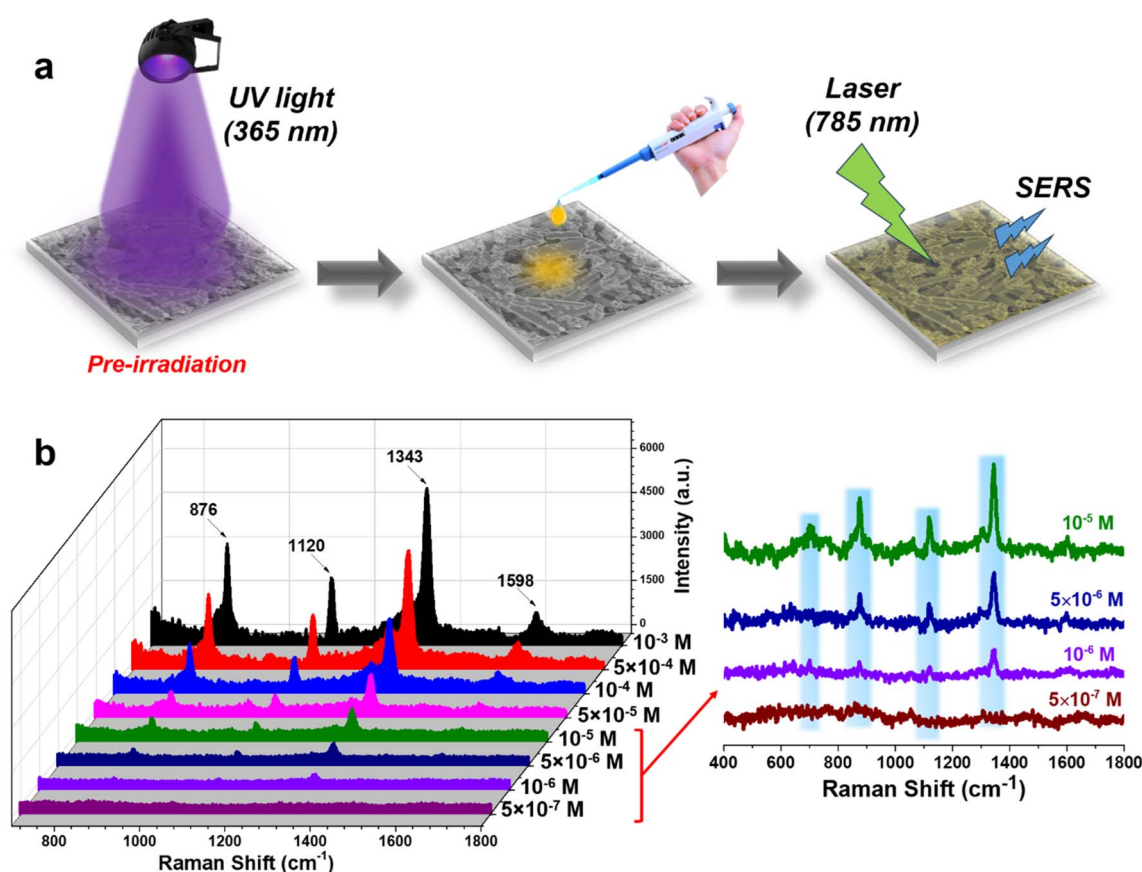 a
UV light
(365 nm)
Laser
(785 nm)
SERS
Pre-irradiation
b
876
1120
1343
1598
6000
4500
3000
1500
0
Intensity (a.u.)
10⁻³ M
5×10⁻⁴ M
10⁻⁴ M
5×10⁻⁵ M
10⁻⁵ M
5×10⁻⁶ M
10⁻⁶ M
5×10⁻⁷ M
800 1000 1200 1400 1600 1800
Raman Shift (cm⁻¹)
10⁻⁵ M
5×10⁻⁶ M
10⁻⁶ M
5×10⁻⁷ M
400 600 800 1000 1200 1400 1600 1800
Raman Shift (cm⁻¹)